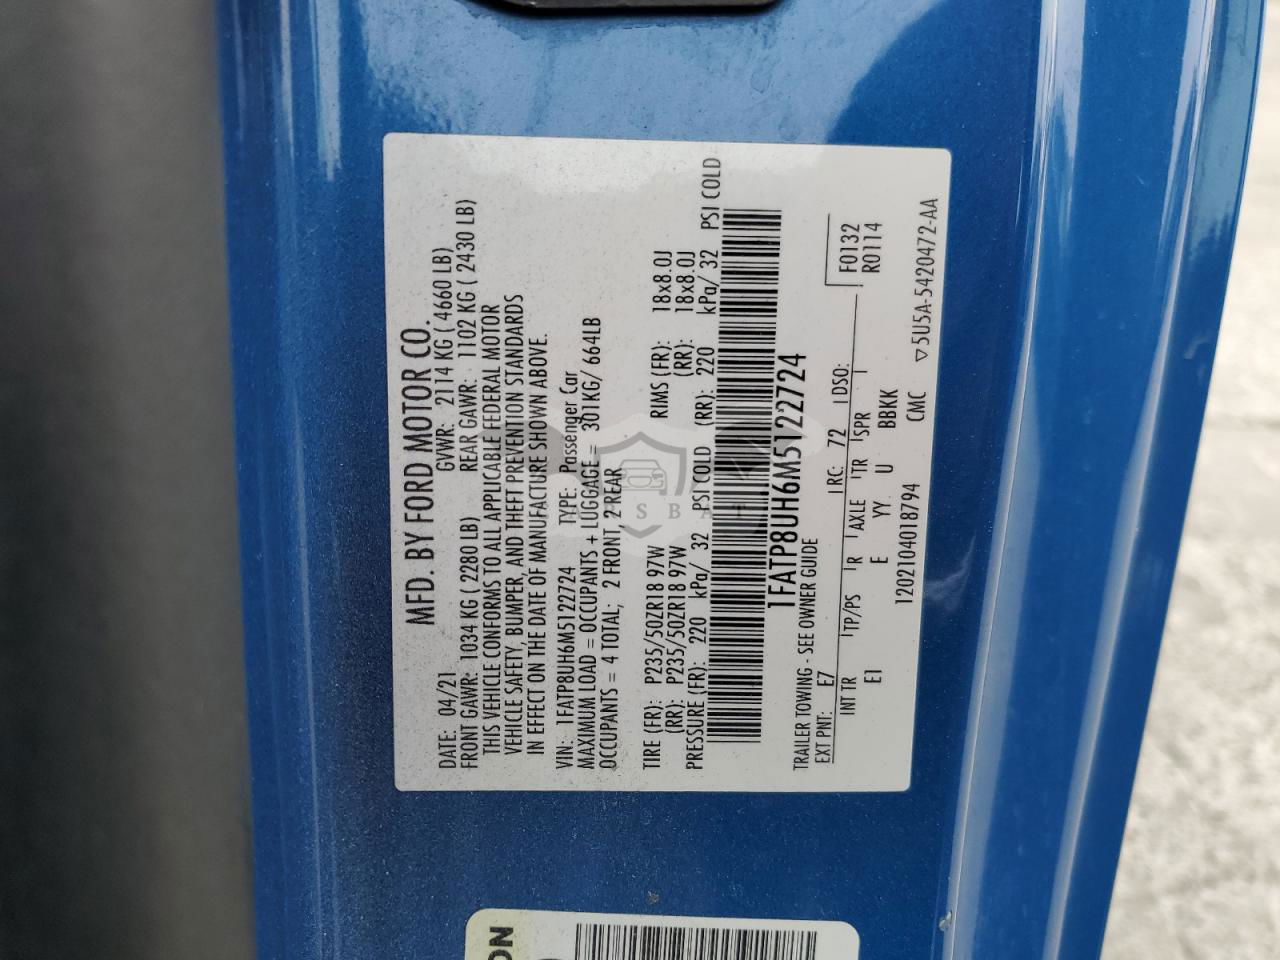 MFD. BY FORD MOTOR CO.
DATE: 04/21 GVWR: 2114 KG ( 4660 LB)
FRONT GAWR: 1034 KG ( 2280 LB) REAR GAWR: 1102 KG ( 2430 LB)
THIS VEHICLE CONFORMS TO ALL APPLICABLE FEDERAL MOTOR
VEHICLE SAFETY, BUMPER, AND THEFT PREVENTION STANDARDS
IN EFFECT ON THE DATE OF MANUFACTURE SHOWN ABOVE.
VIN: 1FATP8UH6M5122724 TYPE: Passenger Car
MAXIMUM LOAD = OCCUPANTS + LUGGAGE = 301KG/ 664LB
OCCUPANTS = 4 TOTAL; 2 FRONT, 2 REAR
TIRE (FR): P235/50ZR18 97W RIMS (FR): 18x8.0J
(RR): P235/50ZR18 97W (RR): 18x8.0J
PRESSURE (FR): 220 kPa/ 32 PSI COLD (RR): 220 kPa/ 32 PSI COLD
1FATP8UH6M5122724
TRAILER TOWING - SEE OWNER GUIDE
EXT PNT: E7 RC: 72 DSO: F0132
R0114
INT TR TP/PS R AXLE TR SPR
E1 E YY U BBKK
1202104018794 CMC ▽5U5A-5420472-AA
ON